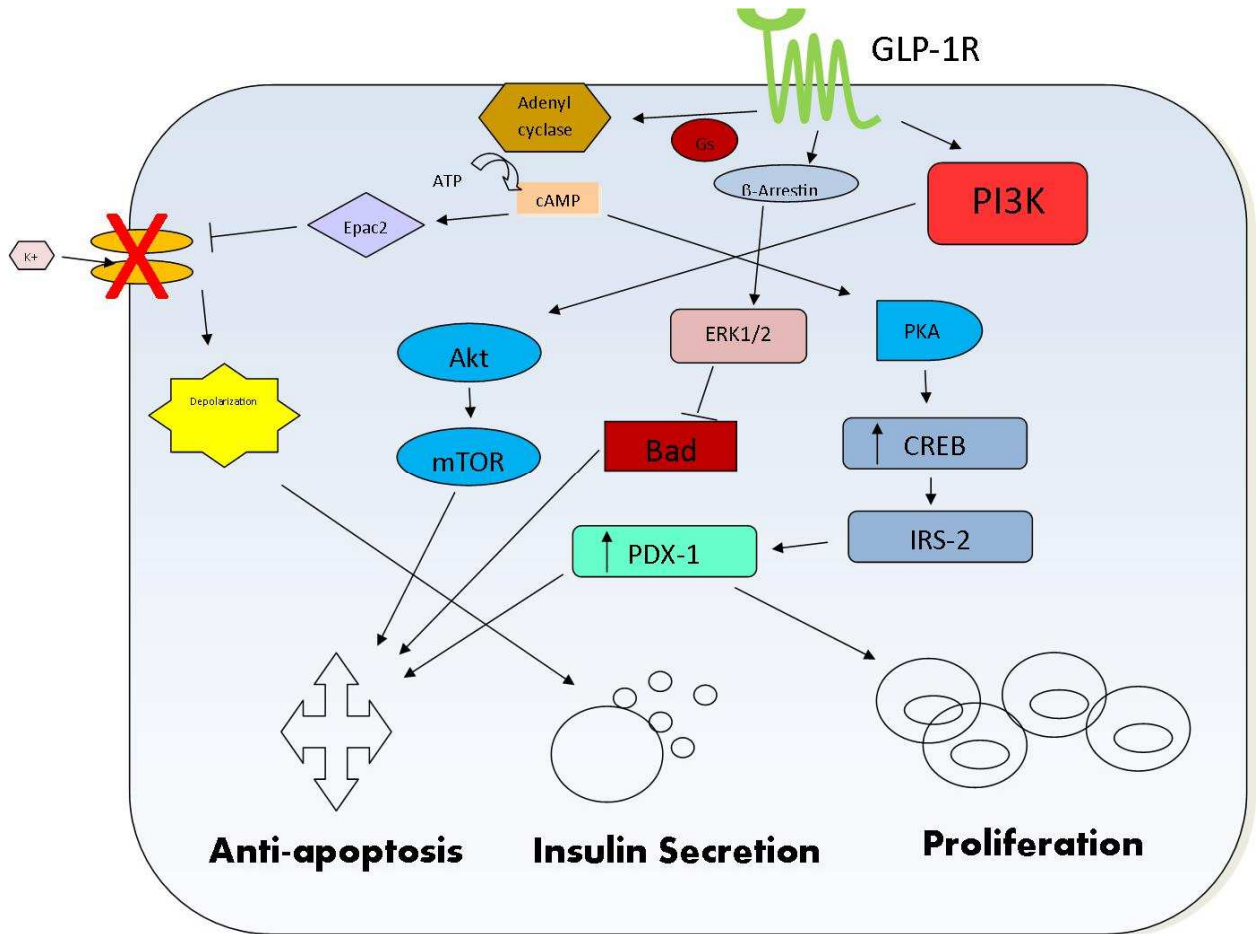 GLP-1R
Adenyl
cyclase
Gs
ATP
cAMP
ß-Arrestin
PI3K
Epac2
K+
X
ERK1/2
PKA
Akt
Depolarization
mTOR
Bad
CREB
PDX-1
IRS-2
Anti-apoptosis
Insulin Secretion
Proliferation